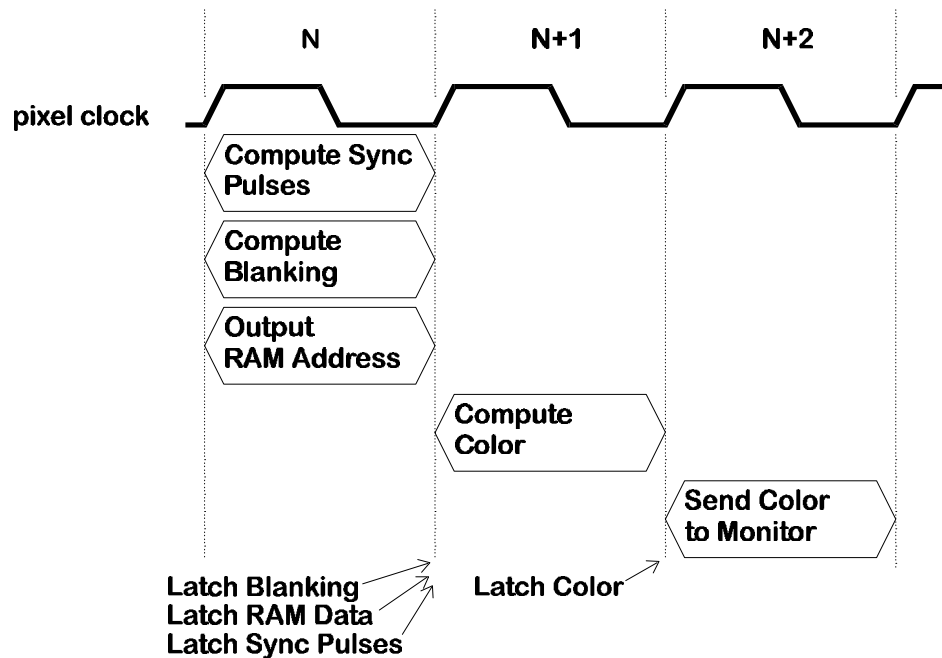 N N+1 N+2
pixel clock
Compute Sync
Pulses
Compute
Blanking
Output
RAM Address
Compute
Color
Send Color
to Monitor
Latch Blanking
Latch RAM Data
Latch Sync Pulses
Latch Color